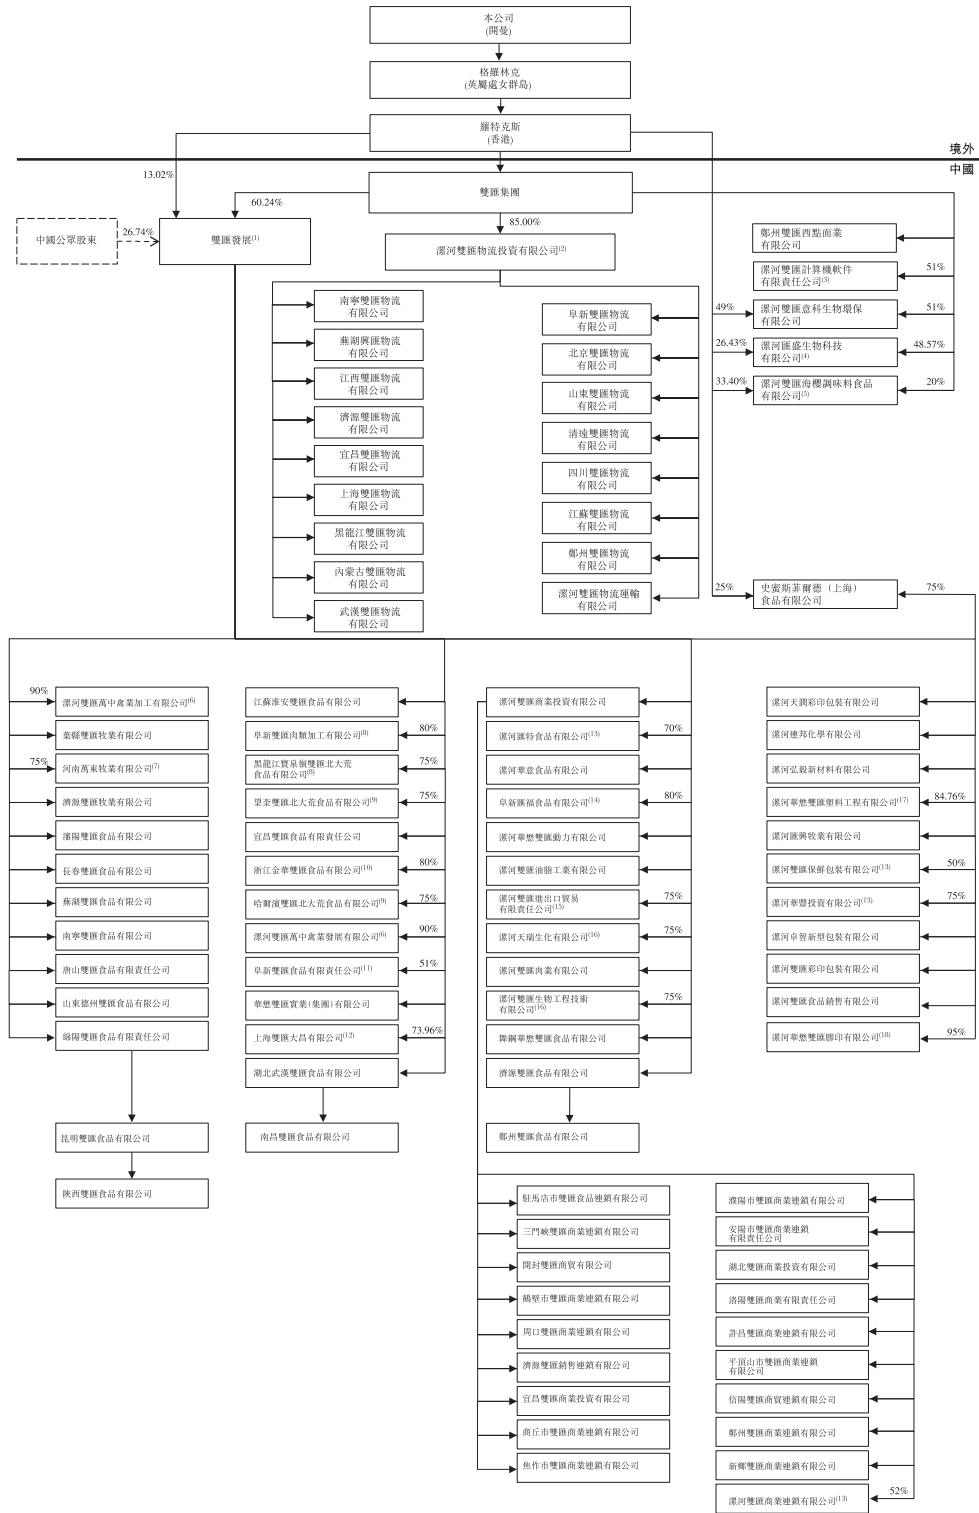 本公司
(開曼)
格羅林克
(英屬處女群島)
羅特克斯
(香港)
境外
中國
13.02%
60.24%
雙匯集團
85.00%
中國公眾股東
26.74%
雙匯發展(1)
漯河雙匯物流投資有限公司(2)
鄭州雙匯西點面業
有限公司
漯河雙匯計算機軟件
有限責任公司(3)
51%
49%
漯河雙匯意科生物環保
有限公司
51%
26.43%
漯河匯盛生物科技
有限公司(4)
48.57%
33.40%
漯河雙匯海櫻調味料食品
有限公司(5)
20%
南寧雙匯物流
有限公司
蕪湖興匯物流
有限公司
江西雙匯物流
有限公司
濟源雙匯物流
有限公司
宜昌雙匯物流
有限公司
上海雙匯物流
有限公司
黑龍江雙匯物流
有限公司
內蒙古雙匯物流
有限公司
武漢雙匯物流
有限公司
阜新雙匯物流
有限公司
北京雙匯物流
有限公司
山東雙匯物流
有限公司
清遠雙匯物流
有限公司
四川雙匯物流
有限公司
江蘇雙匯物流
有限公司
鄭州雙匯物流
有限公司
漯河雙匯物流運輸
有限公司
25%
史蜜斯菲爾德（上海）
食品有限公司
75%
90%
漯河雙匯萬中禽業加工有限公司(6)
葉縣雙匯牧業有限公司
75%
河南萬東牧業有限公司(7)
濟源雙匯牧業有限公司
瀋陽雙匯食品有限公司
長春雙匯食品有限公司
蕪湖雙匯食品有限公司
南寧雙匯食品有限公司
唐山雙匯食品有限責任公司
山東德州雙匯食品有限公司
綿陽雙匯食品有限責任公司
昆明雙匯食品有限公司
陝西雙匯食品有限公司
江蘇淮安雙匯食品有限公司
阜新雙匯肉類加工有限公司(8)
80%
黑龍江寶泉嶺雙匯北大荒
食品有限公司(8)
75%
望奎雙匯北大荒食品有限公司(9)
75%
宜昌雙匯食品有限責任公司
浙江金華雙匯食品有限公司(10)
80%
哈爾濱雙匯北大荒食品有限公司(9)
75%
漯河雙匯萬中禽業發展有限公司(6)
90%
阜新雙匯食品有限責任公司(11)
51%
華懋雙匯實業(集團)有限公司
上海雙匯大昌有限公司(12)
73.96%
湖北武漢雙匯食品有限公司
南昌雙匯食品有限公司
漯河雙匯商業投資有限公司
漯河匯特食品有限公司(13)
70%
漯河華意食品有限公司
阜新匯福食品有限公司(14)
80%
漯河華懋雙匯動力有限公司
漯河雙匯油脂工業有限公司
漯河雙匯進出口貿易
有限責任公司(15)
75%
漯河天瑞生化有限公司(16)
75%
漯河雙匯肉業有限公司
漯河雙匯生物工程技術
有限公司(16)
75%
舞鋼華懋雙匯食品有限公司
濟源雙匯食品有限公司
鄭州雙匯食品有限公司
漯河天潤彩印包裝有限公司
漯河連邦化學有限公司
漯河弘毅新材料有限公司
漯河華懋雙匯塑料工程有限公司(17)
84.76%
漯河匯興牧業有限公司
漯河雙匯保鮮包裝有限公司(13)
50%
漯河華豐投資有限公司(13)
75%
漯河卓智新型包裝有限公司
漯河雙匯彩印包裝有限公司
漯河雙匯食品銷售有限公司
漯河華懋雙匯膠印有限公司(18)
95%
駐馬店市雙匯食品連鎖有限公司
三門峽雙匯商業連鎖有限公司
開封雙匯商貿有限公司
鶴壁市雙匯商業連鎖有限公司
周口雙匯商業連鎖有限公司
濟源雙匯銷售連鎖有限公司
宜昌雙匯商業投資有限公司
商丘市雙匯商業連鎖有限公司
焦作市雙匯商業連鎖有限公司
濮陽市雙匯商業連鎖有限公司
安陽市雙匯商業連鎖
有限責任公司
湖北雙匯商業投資有限公司
洛陽雙匯商業有限責任公司
許昌雙匯商業連鎖有限公司
平頂山市雙匯商業連鎖
有限公司
信陽雙匯商貿連鎖有限公司
鄭州雙匯商業連鎖有限公司
新鄉雙匯商業連鎖有限公司
漯河雙匯商業連鎖有限公司(13)
52%